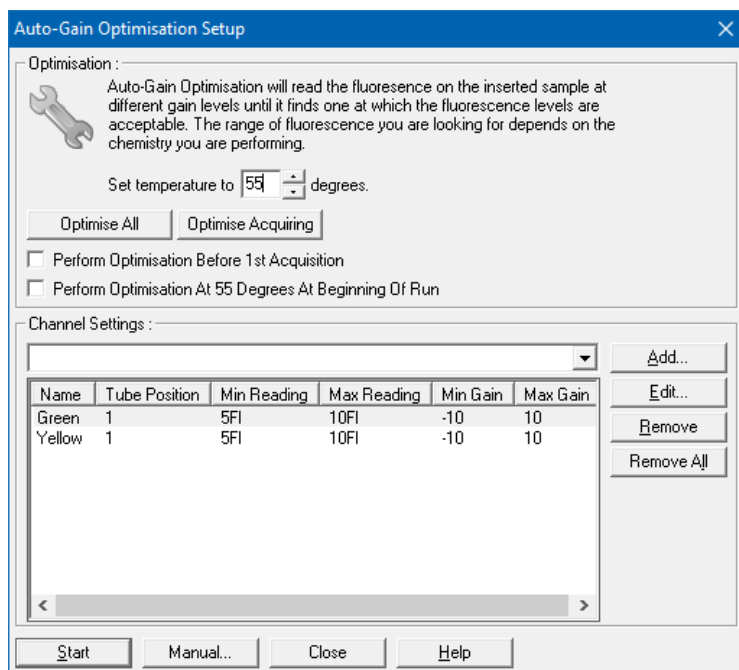 Auto-Gain Optimisation Setup
Optimisation :
Auto-Gain Optimisation will read the fluoresence on the inserted sample at
different gain levels until it finds one at which the fluorescence levels are
acceptable. The range of fluorescence you are looking for depends on the
chemistry you are performing.
Set temperature to 55 degrees.
Optimise All Optimise Acquiring
Perform Optimisation Before 1st Acquisition
Perform Optimisation At 55 Degrees At Beginning Of Run
Channel Settings :
Add...
Name Tube Position Min Reading Max Reading Min Gain Max Gain Edit...
Green 1 5Fl 10Fl -10 10
Yellow 1 5Fl 10Fl -10 10
Remove
Remove All
Start Manual... Close Help